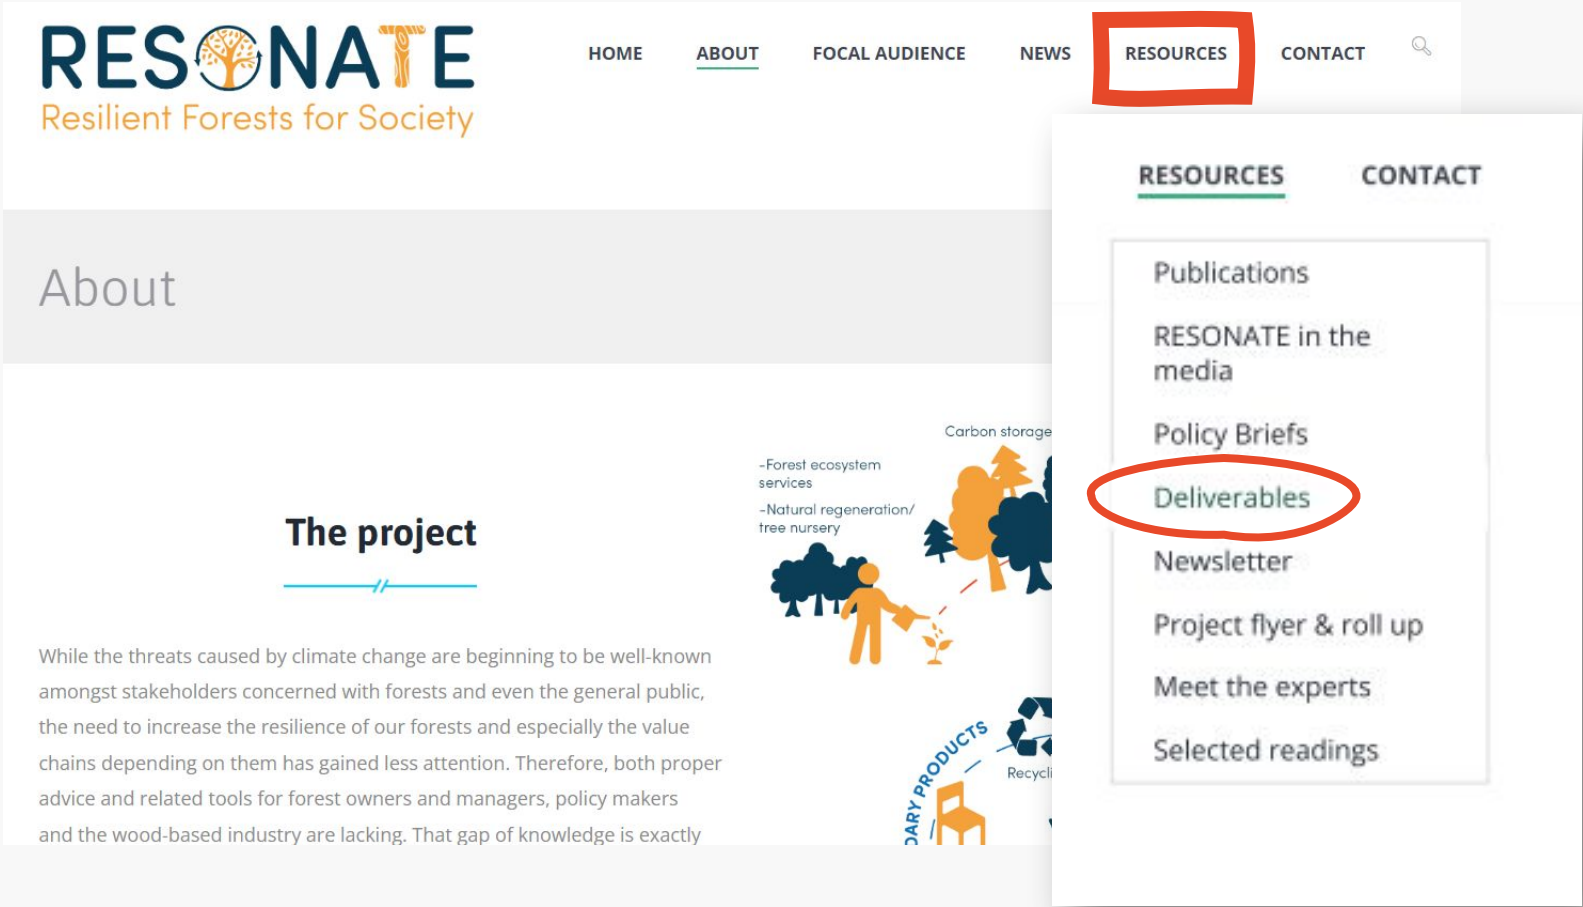 RESONATE
Resilient Forests for Society
HOME ABOUT FOCAL AUDIENCE NEWS RESOURCES CONTACT
About
The project
While the threats caused by climate change are beginning to be well-known
amongst stakeholders concerned with forests and even the general public,
the need to increase the resilience of our forests and especially the value
chains depending on them has gained less attention. Therefore, both proper
advice and related tools for forest owners and managers, policy makers
and the wood-based industry are lacking. That gap of knowledge is exactly
Carbon storage
-Forest ecosystem
services
-Natural regeneration/
tree nursery
DARY PRODUCTS
Recycli
RESOURCES CONTACT
Publications
RESONATE in the
media
Policy Briefs
Deliverables
Newsletter
Project flyer & roll up
Meet the experts
Selected readings